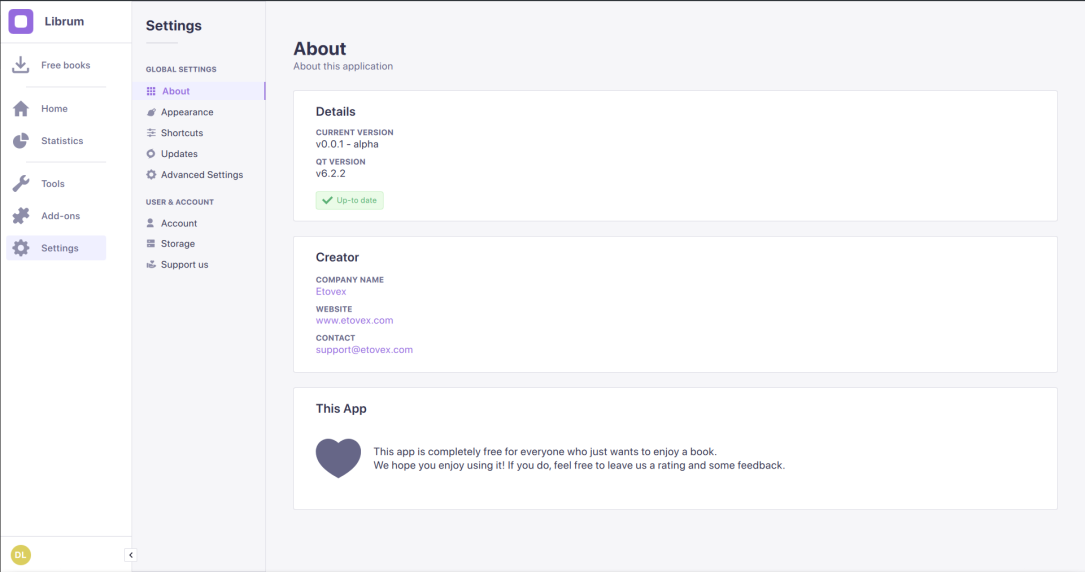 Librum
Free books
Home
Statistics
Tools
Add-ons
Settings
DL
Settings
GLOBAL SETTINGS
About
Appearance
Shortcuts
Updates
Advanced Settings
USER & ACCOUNT
Account
Storage
Support us
About
About this application
Details
CURRENT VERSION
v0.0.1 - alpha
QT VERSION
v6.2.2
Up-to date
Creator
COMPANY NAME
Etovex
WEBSITE
www.etovex.com
CONTACT
support@etovex.com
This App
This app is completely free for everyone who just wants to enjoy a book.
We hope you enjoy using it! If you do, feel free to leave us a rating and some feedback.